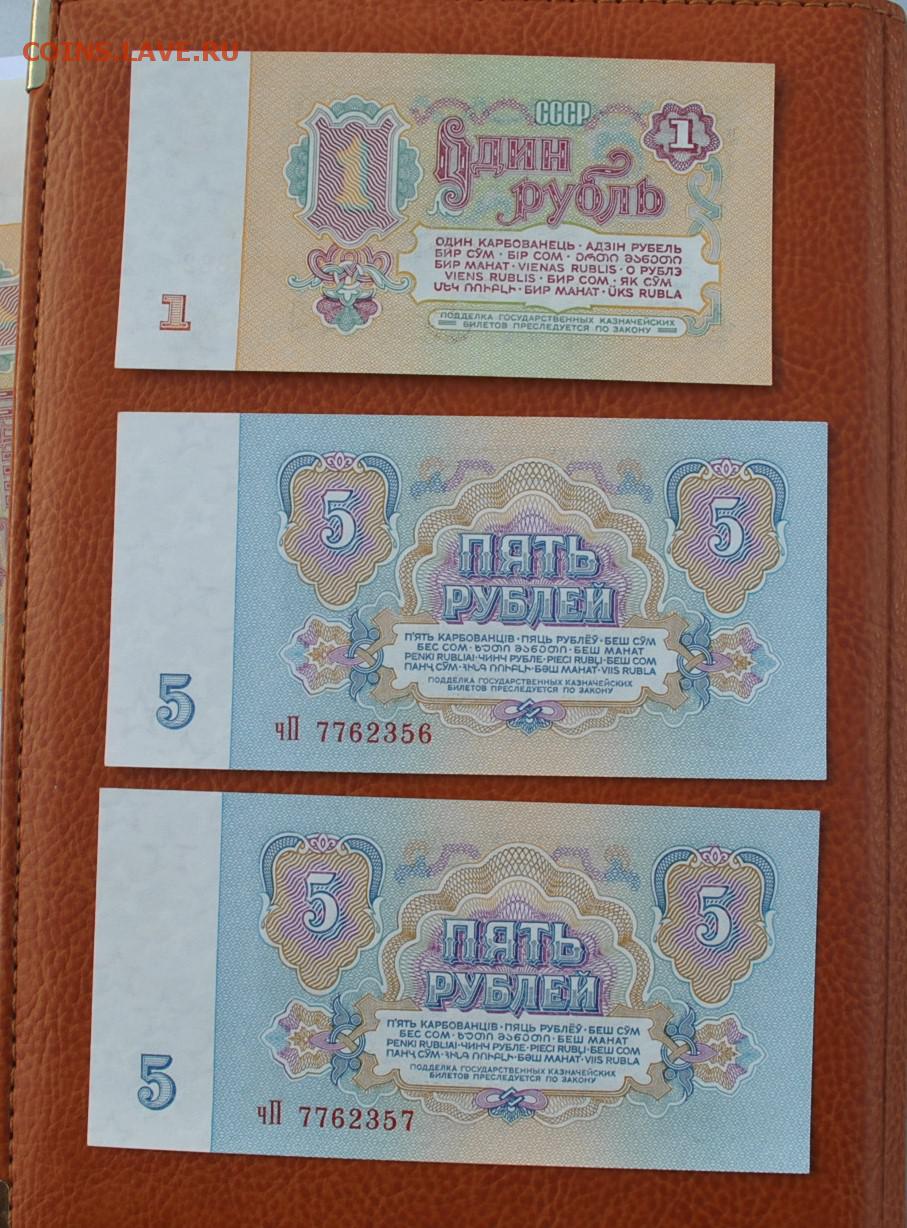 COINS.LAVE.RU
СССР
1
1
Один
рубль
ОДИН КАРБОВАНЕЦЬ · АДЗІН РУБЕЛЬ
БИР СЎМ · БІР СОМ · ᲔᲠᲗᲘ ᲛᲐᲜᲔᲗᲘ
БИР МАНАТ · VIENAS RUBLIS · О РУБЛЭ
VIENS RUBLIS · БИР СОМ · ЯК СӮМ
ՄԵԿ ՌՈՒԲԼԻ · БИР МАНАТ · ÜKS RUBLA
1
ПОДДЕЛКА ГОСУДАРСТВЕННЫХ КАЗНАЧЕЙСКИХ
БИЛЕТОВ ПРЕСЛЕДУЕТСЯ ПО ЗАКОНУ
5
5
ПЯТЬ
РУБЛЕЙ
П'ЯТЬ КАРБОВАНЦІВ · ПЯЦЬ РУБЛЁЎ · БЕШ СЎМ
БЕС СОМ · ᲮᲣᲗᲘ ᲛᲐᲜᲔᲗᲘ · БЕШ МАНАТ
PENKI RUBLIAI · ЧИНЧ РУБЛЕ · PIECI RUBĻI · БЕШ СОМ
ПАНҶ СӮМ · ՀԻՆԳ ՌՈՒԲԼԻ · БӘШ МАНАТ · VIIS RUBLA
ПОДДЕЛКА ГОСУДАРСТВЕННЫХ КАЗНАЧЕЙСКИХ
БИЛЕТОВ ПРЕСЛЕДУЕТСЯ ПО ЗАКОНУ
5
чП 7762356
5
5
ПЯТЬ
РУБЛЕЙ
П'ЯТЬ КАРБОВАНЦІВ · ПЯЦЬ РУБЛЁЎ · БЕШ СЎМ
БЕС СОМ · ᲮᲣᲗᲘ ᲛᲐᲜᲔᲗᲘ · БЕШ МАНАТ
PENKI RUBLIAI · ЧИНЧ РУБЛЕ · PIECI RUBĻI · БЕШ СОМ
ПАНҶ СӮМ · ՀԻՆԳ ՌՈՒԲԼԻ · БӘШ МАНАТ · VIIS RUBLA
ПОДДЕЛКА ГОСУДАРСТВЕННЫХ КАЗНАЧЕЙСКИХ
БИЛЕТОВ ПРЕСЛЕДУЕТСЯ ПО ЗАКОНУ
5
чП 7762357